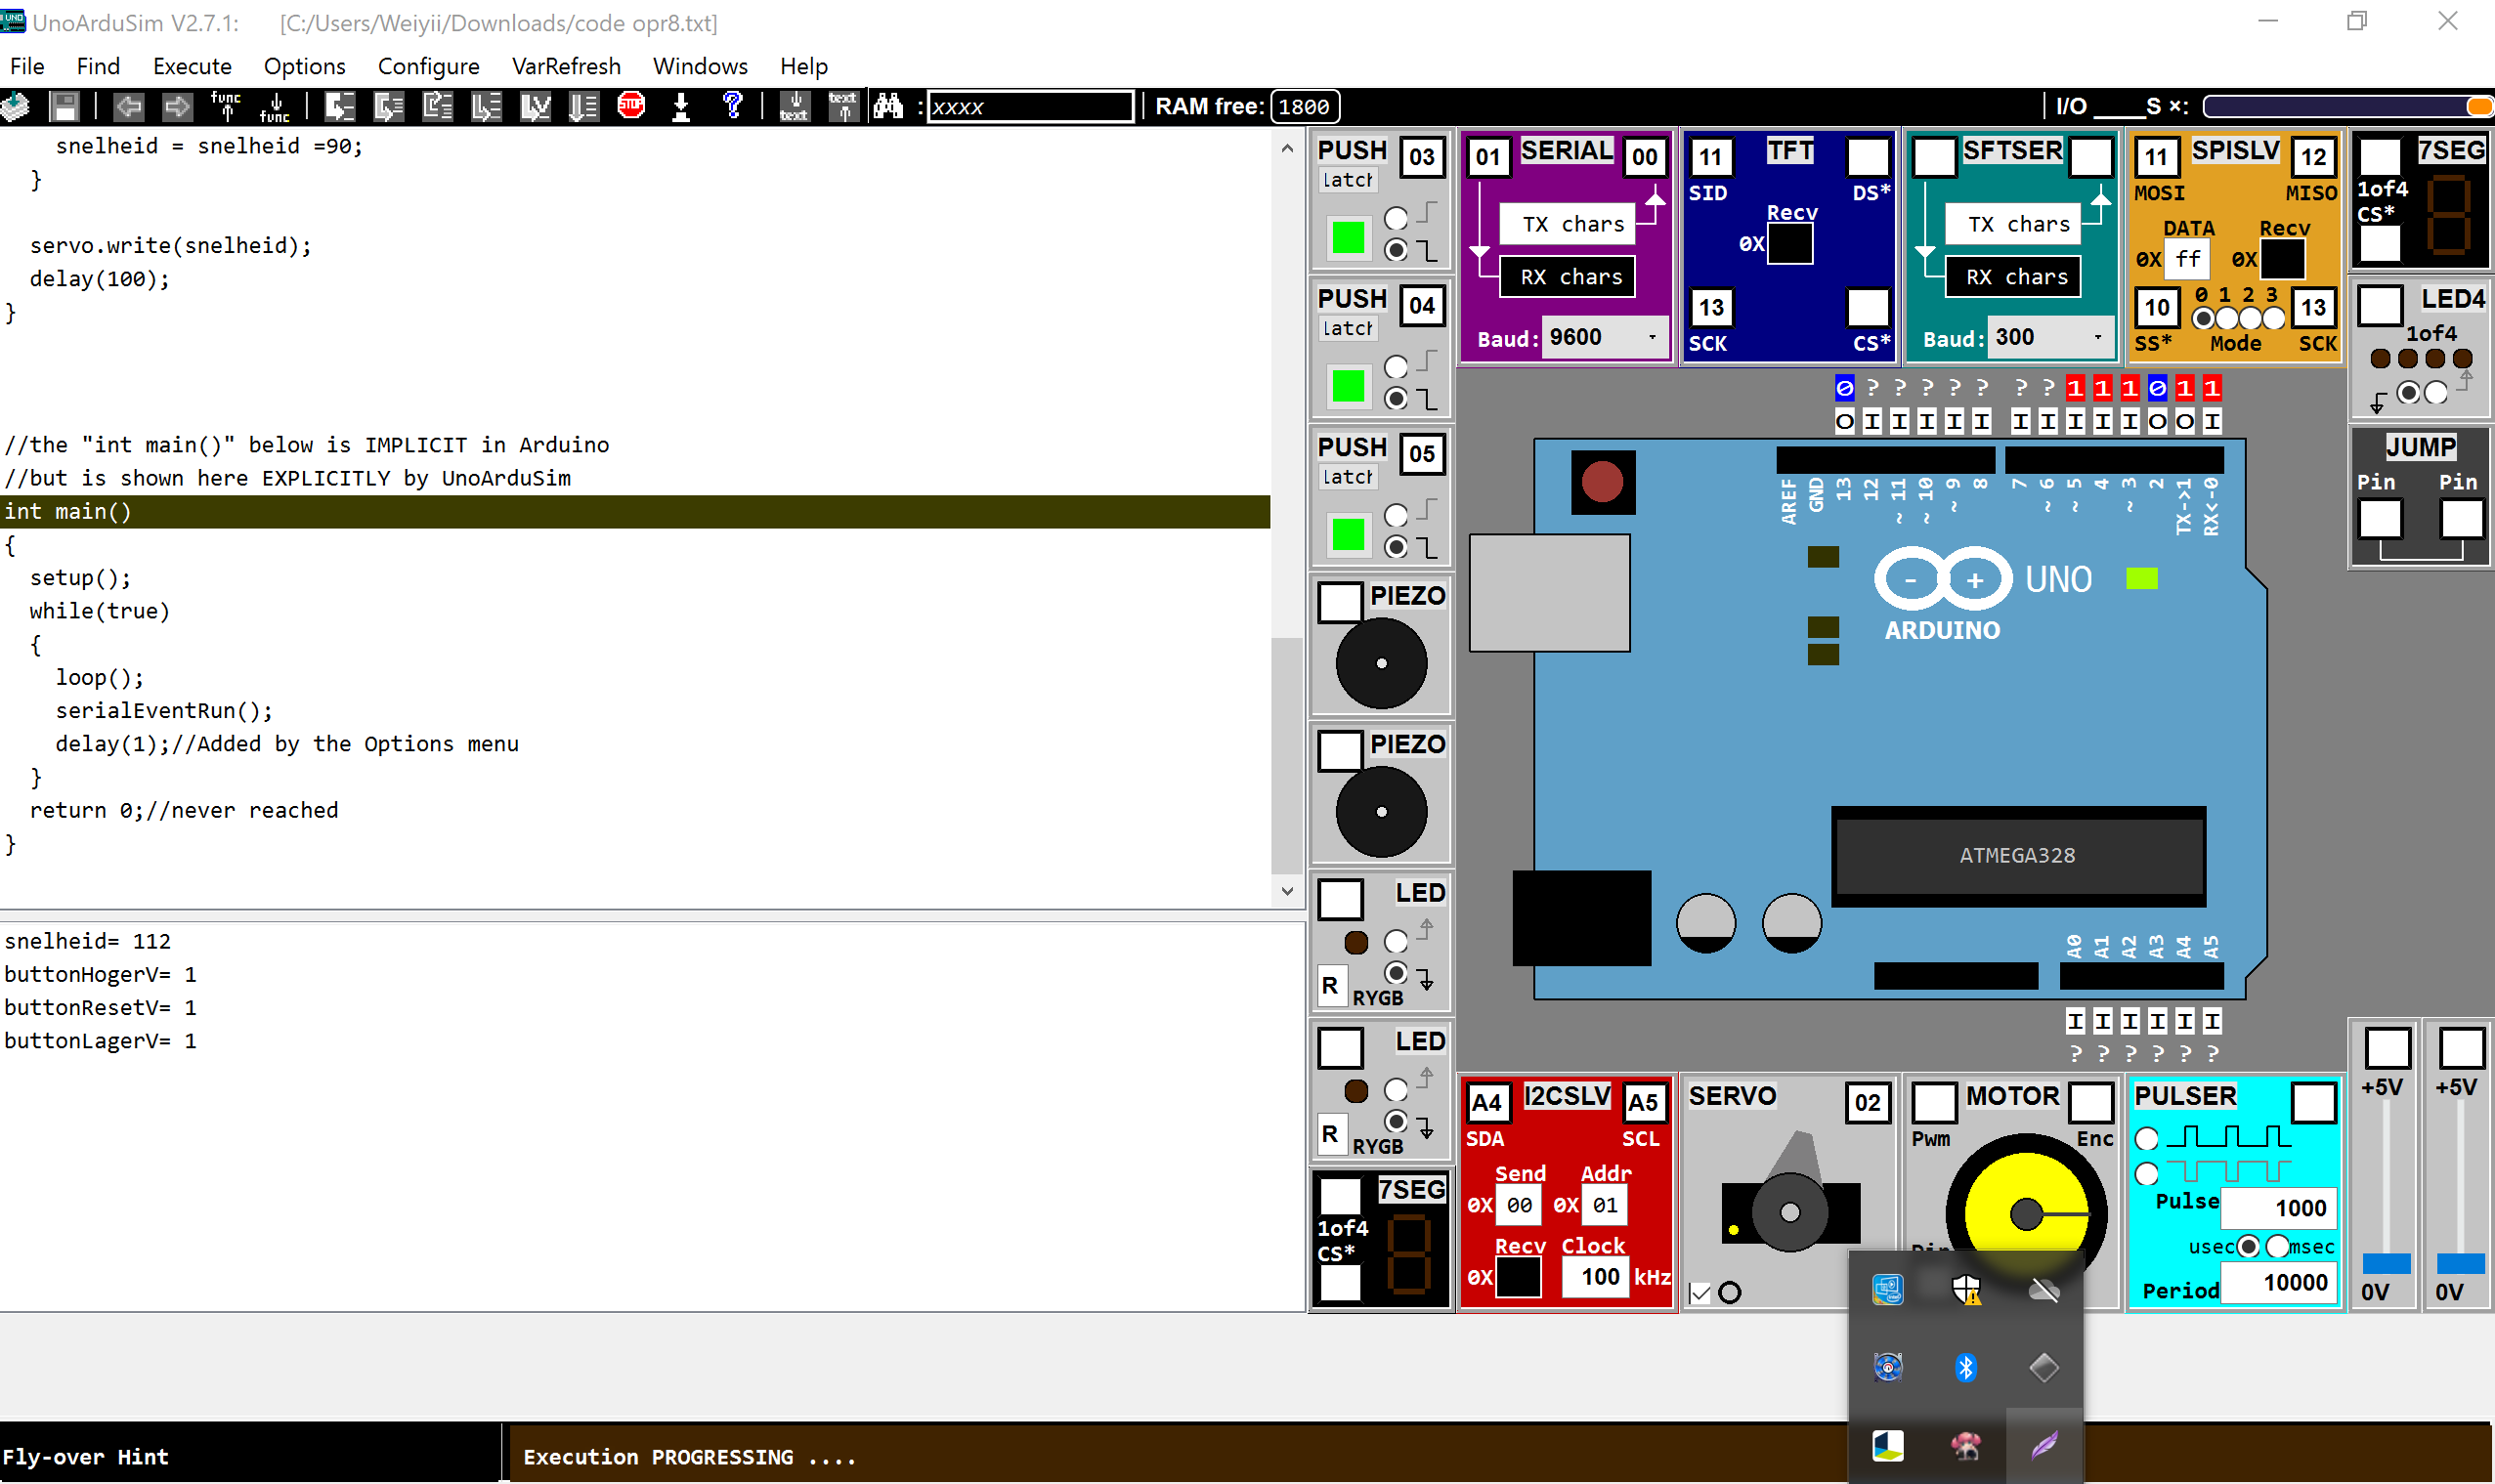 UnoArduSim V2.7.1: [C:/Users/Weiyii/Downloads/code opr8.txt]
File Find Execute Options Configure VarRefresh Windows Help
func func STOP ? text text : xxxx RAM free: 1800 I/O ____S ×:
snelheid = snelheid =90;
}
servo.write(snelheid);
delay(100);
}
//the "int main()" below is IMPLICIT in Arduino
//but is shown here EXPLICITLY by UnoArduSim
int main()
{
setup();
while(true)
{
loop();
serialEventRun();
delay(1);//Added by the Options menu
}
return 0;//never reached
}
snelheid= 112
buttonHogerV= 1
buttonResetV= 1
buttonLagerV= 1
PUSH 03
latch
PUSH 04
latch
PUSH 05
latch
PIEZO
PIEZO
LED
R RYGB
LED
R RYGB
7SEG
1of4
CS*
01 SERIAL 00
TX chars
RX chars
Baud: 9600
11 TFT
SID DS*
Recv
0X
13
SCK CS*
SFTSER
TX chars
RX chars
Baud: 300
11 SPISLV 12
MOSI MISO
DATA Recv
0X ff 0X
10 0 1 2 3 13
SS* Mode SCK
7SEG
1of4
CS*
LED4
1of4
JUMP
Pin Pin
0 ? ? ? ? ? ? ? 1 1 1 0 1 1
O I I I I I I I I I I O O I
AREF GND 13 12 ~11 ~10 ~9 8 7 ~6 ~5 4 ~3 2 TX->1 RX<-0
- + UNO
ARDUINO
ATMEGA328
A0 A1 A2 A3 A4 A5
I I I I I I
? ? ? ? ? ?
A4 I2CSLV A5
SDA SCL
Send Addr
0X 00 0X 01
Recv Clock
0X 100 kHz
SERVO 02
MOTOR
Pwm Enc
PULSER
Pulse 1000
usec msec
Period 10000
+5V +5V
0V 0V
Fly-over Hint
Execution PROGRESSING ....